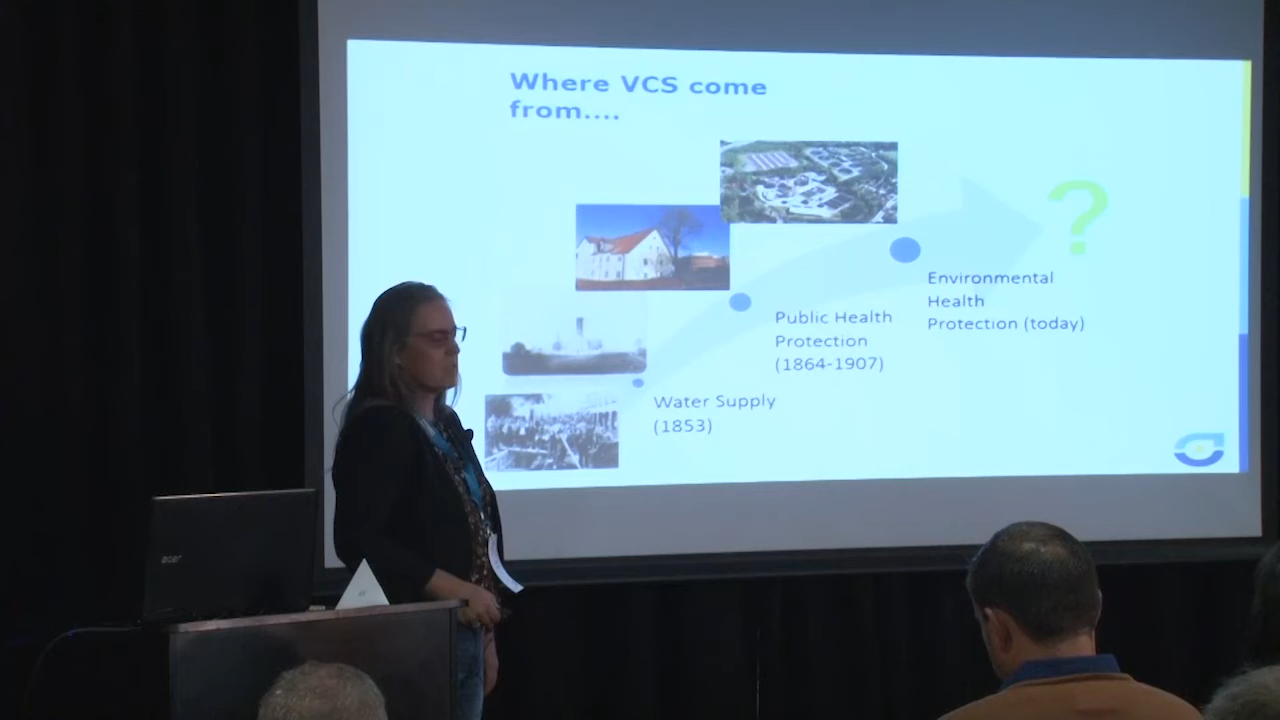 Where VCS come
from....
?
Environmental
Health
Protection (today)
Public Health
Protection
(1864-1907)
Water Supply
(1853)
acer